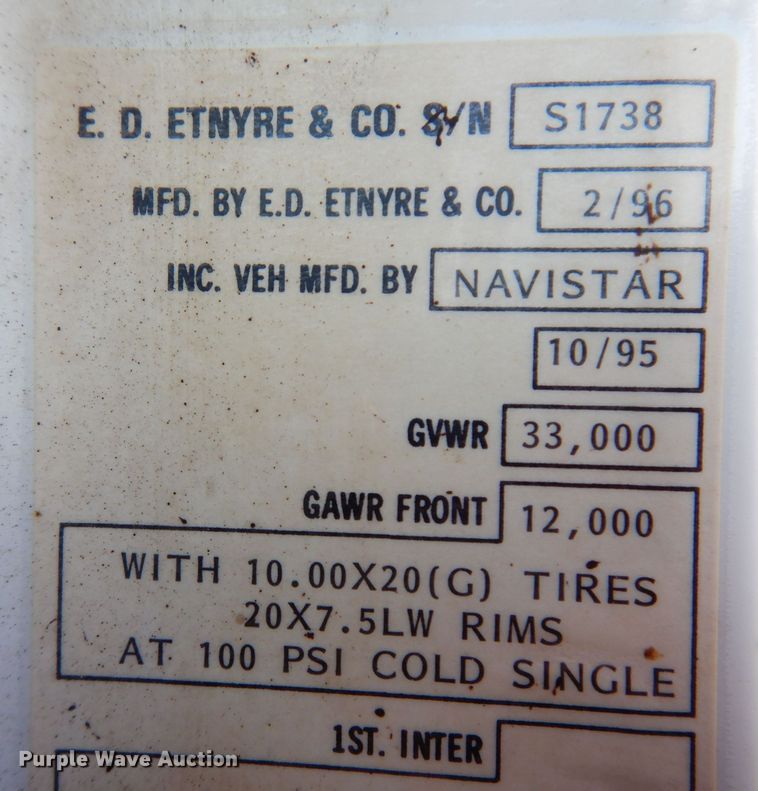 E. D. ETNYRE & CO. S/N S1738
MFD. BY E.D. ETNYRE & CO. 2/96
INC. VEH MFD. BY NAVISTAR
10/95
GVWR 33,000
GAWR FRONT 12,000
WITH 10.00X20(G) TIRES
20X7.5LW RIMS
AT 100 PSI COLD SINGLE
1ST. INTER
Purple Wave Auction